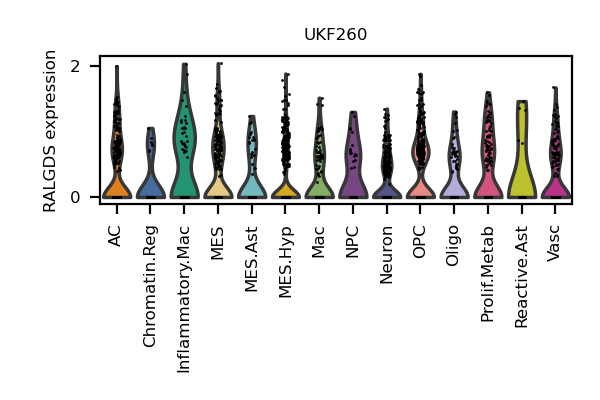 UKF260
RALGDS expression
2
0
AC
Chromatin.Reg
Inflammatory.Mac
MES
MES.Ast
MES.Hyp
Mac
NPC
Neuron
OPC
Oligo
Prolif.Metab
Reactive.Ast
Vasc